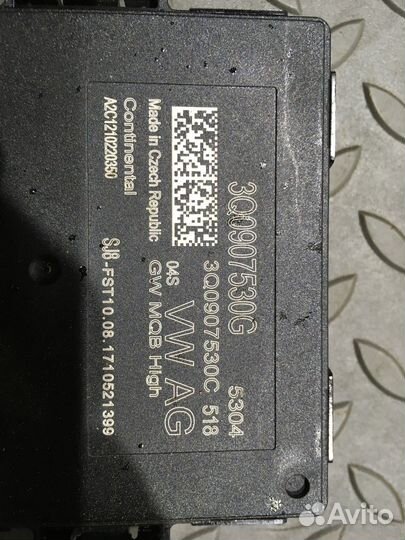 3Q0907530G 5304
3Q0907530C 518
04S VW AG
GW MQB High
Made in Czech Republic
Continental
A2C1210220350
SJ8-FST10.08.1710521399
Avito